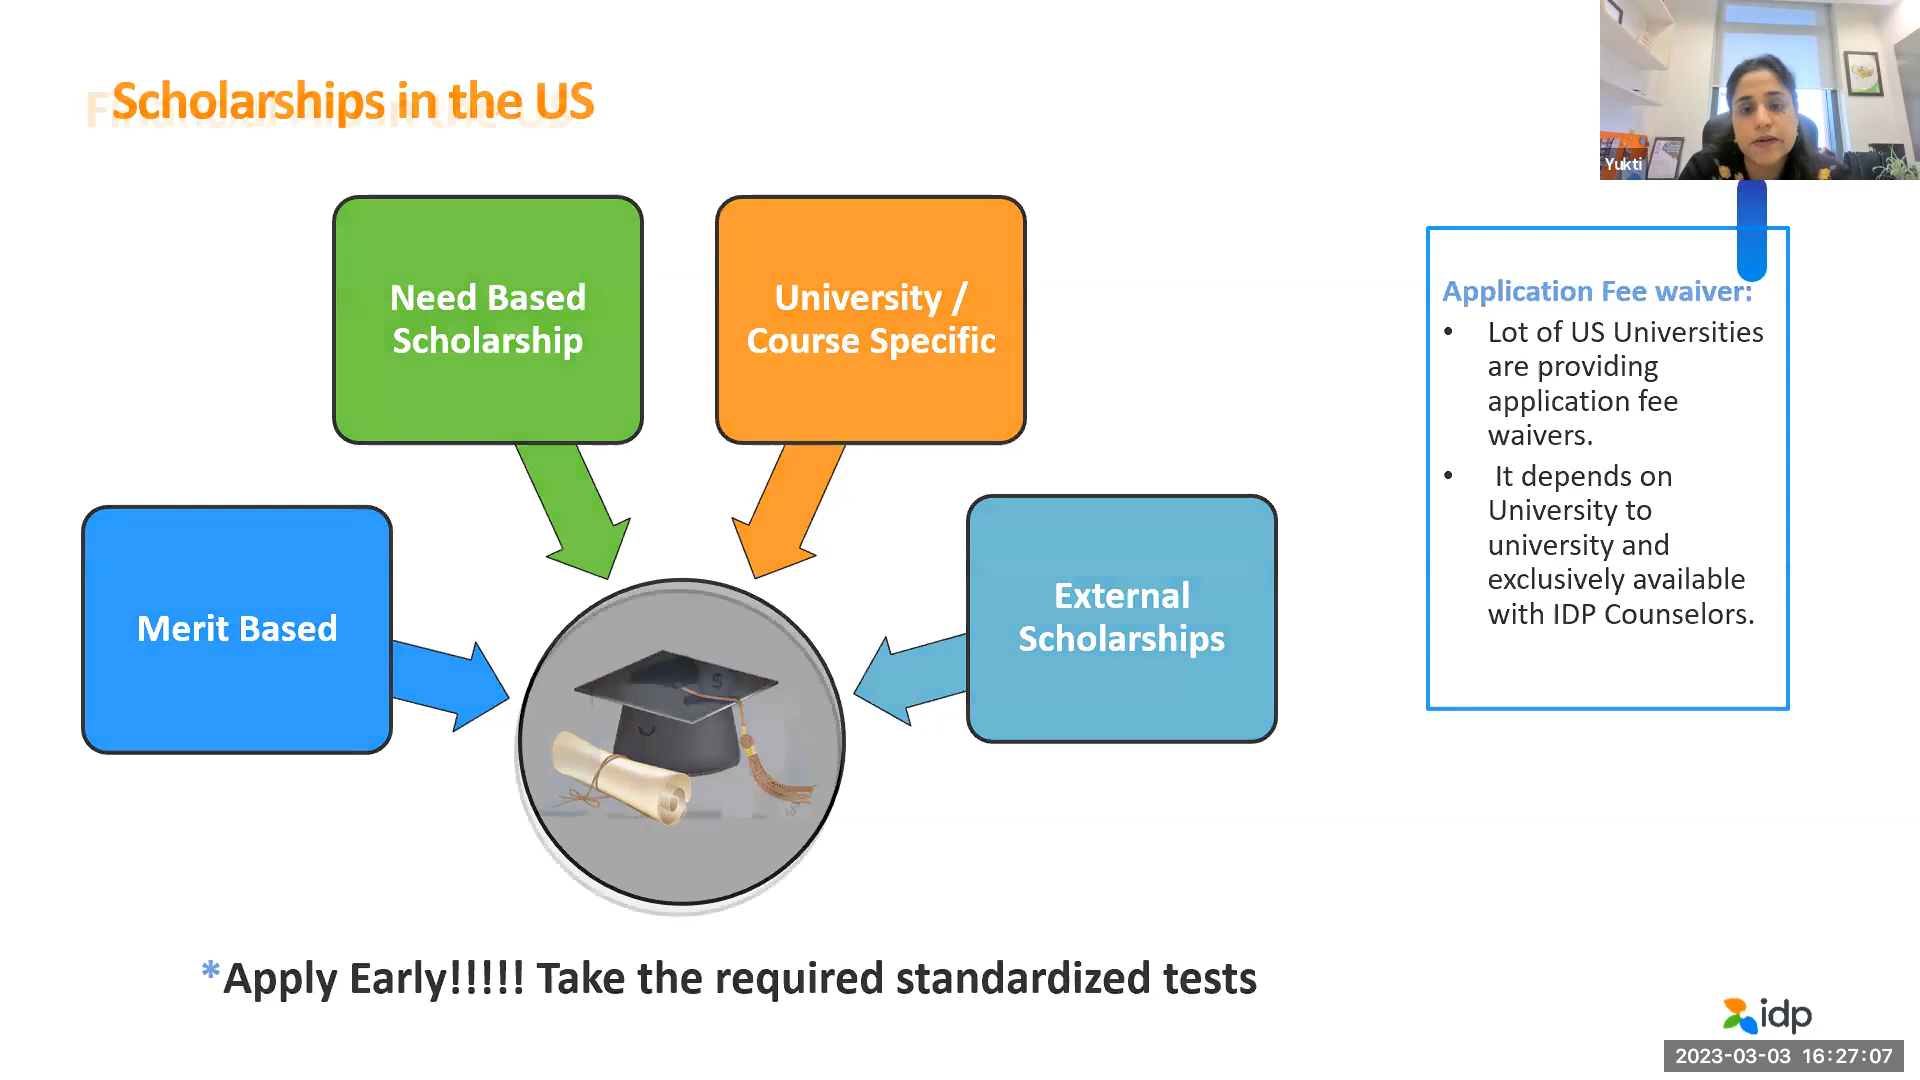 Scholarships in the US
Yukti
Need Based
Scholarship
University /
Course Specific
Merit Based
External
Scholarships
Application Fee waiver:
• Lot of US Universities
are providing
application fee
waivers.
• It depends on
University to
university and
exclusively available
with IDP Counselors.
*Apply Early!!!!! Take the required standardized tests
idp
2023-03-03 16:27:07